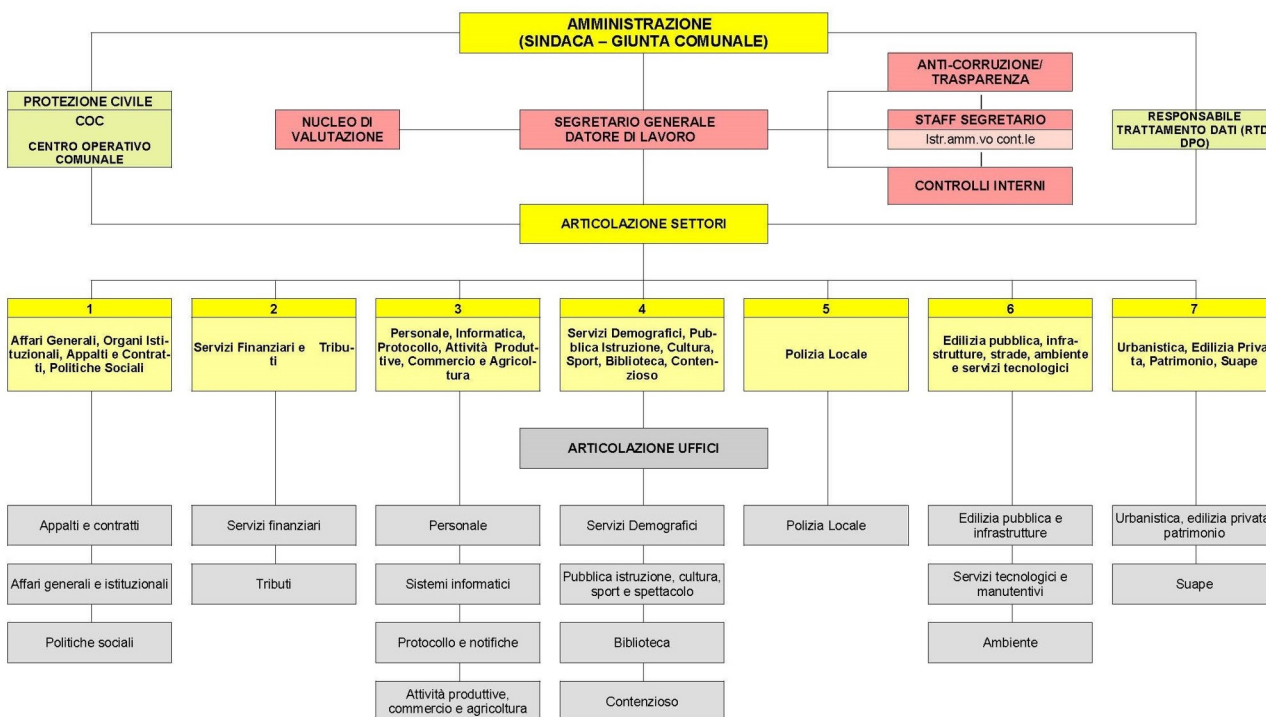 AMMINISTRAZIONE
(SINDACA – GIUNTA COMUNALE)
PROTEZIONE CIVILE
COC
CENTRO OPERATIVO
COMUNALE
NUCLEO DI
VALUTAZIONE
SEGRETARIO GENERALE
DATORE DI LAVORO
ANTI-CORRUZIONE/
TRASPARENZA
STAFF SEGRETARIO
Istr.amm.vo cont.le
CONTROLLI INTERNI
RESPONSABILE
TRATTAMENTO DATI (RTD
DPO)
ARTICOLAZIONE SETTORI
1
Affari Generali, Organi Isti-
tuzionali, Appalti e Contrat-
ti, Politiche Sociali
2
Servizi Finanziari e Tribu-
ti
3
Personale, Informatica,
Protocollo, Attività Produt-
tive, Commercio e Agricol-
tura
4
Servizi Demografici, Pub-
blica Istruzione, Cultura,
Sport, Biblioteca, Conten-
zioso
5
Polizia Locale
6
Edilizia pubblica, infra-
strutture, strade, ambiente
e servizi tecnologici
7
Urbanistica, Edilizia Priva-
ta, Patrimonio, Suape
ARTICOLAZIONE UFFICI
Appalti e contratti
Affari generali e istituzionali
Politiche sociali
Servizi finanziari
Tributi
Personale
Sistemi informatici
Protocollo e notifiche
Attività produttive,
commercio e agricoltura
Servizi Demografici
Pubblica istruzione, cultura,
sport e spettacolo
Biblioteca
Contenzioso
Polizia Locale
Edilizia pubblica e
infrastrutture
Servizi tecnologici e
manutentivi
Ambiente
Urbanistica, edilizia privata
patrimonio
Suape